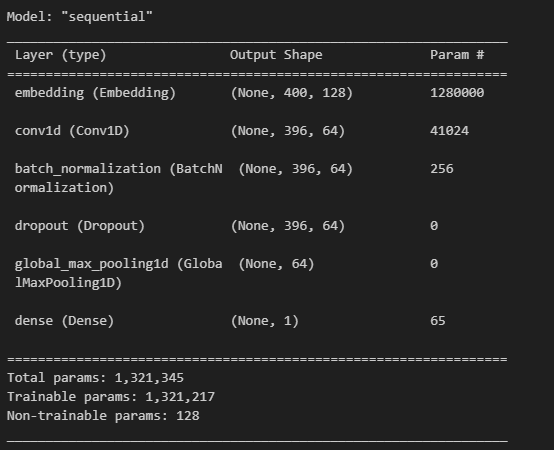 Model: "sequential"
_________________________________________________________________
Layer (type) Output Shape Param #
=================================================================
embedding (Embedding) (None, 400, 128) 1280000
conv1d (Conv1D) (None, 396, 64) 41024
batch_normalization (BatchN (None, 396, 64) 256
ormalization)
dropout (Dropout) (None, 396, 64) 0
global_max_pooling1d (Globa (None, 64) 0
lMaxPooling1D)
dense (Dense) (None, 1) 65
=================================================================
Total params: 1,321,345
Trainable params: 1,321,217
Non-trainable params: 128
_________________________________________________________________